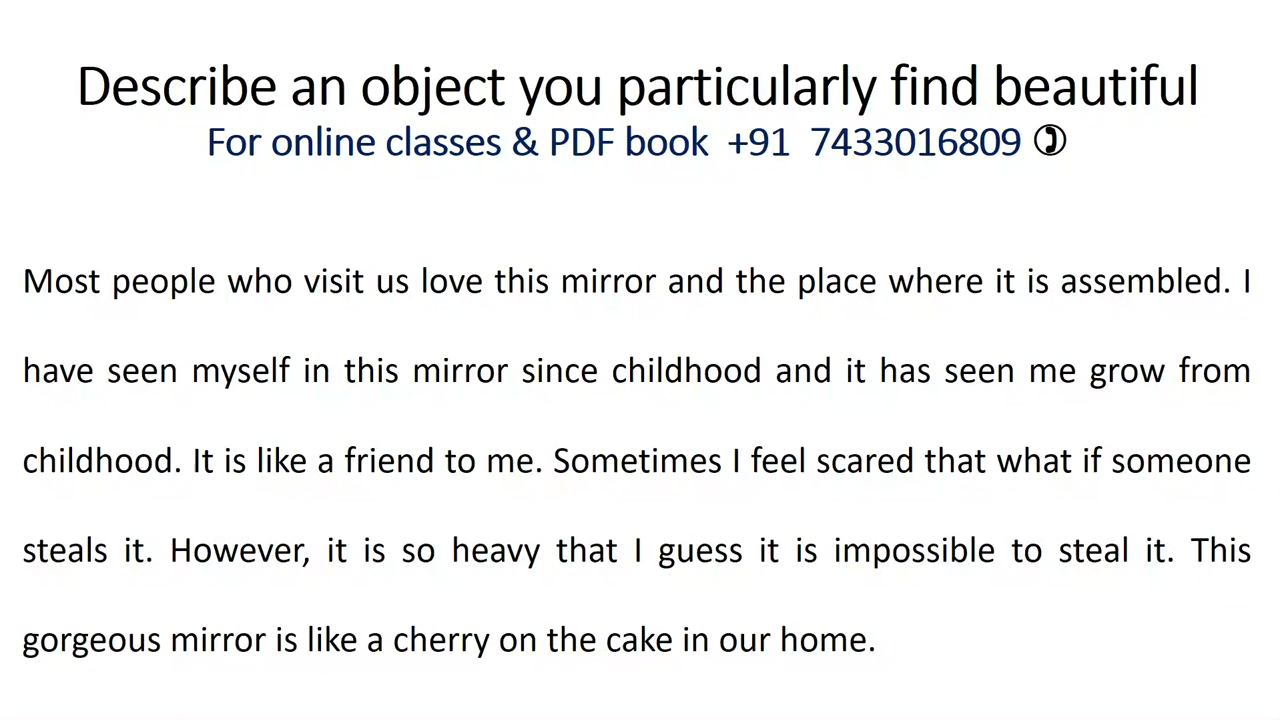 Describe an object you particularly find beautiful
For online classes & PDF book +91 7433016809 ✆
Most people who visit us love this mirror and the place where it is assembled. I
have seen myself in this mirror since childhood and it has seen me grow from
childhood. It is like a friend to me. Sometimes I feel scared that what if someone
steals it. However, it is so heavy that I guess it is impossible to steal it. This
gorgeous mirror is like a cherry on the cake in our home.